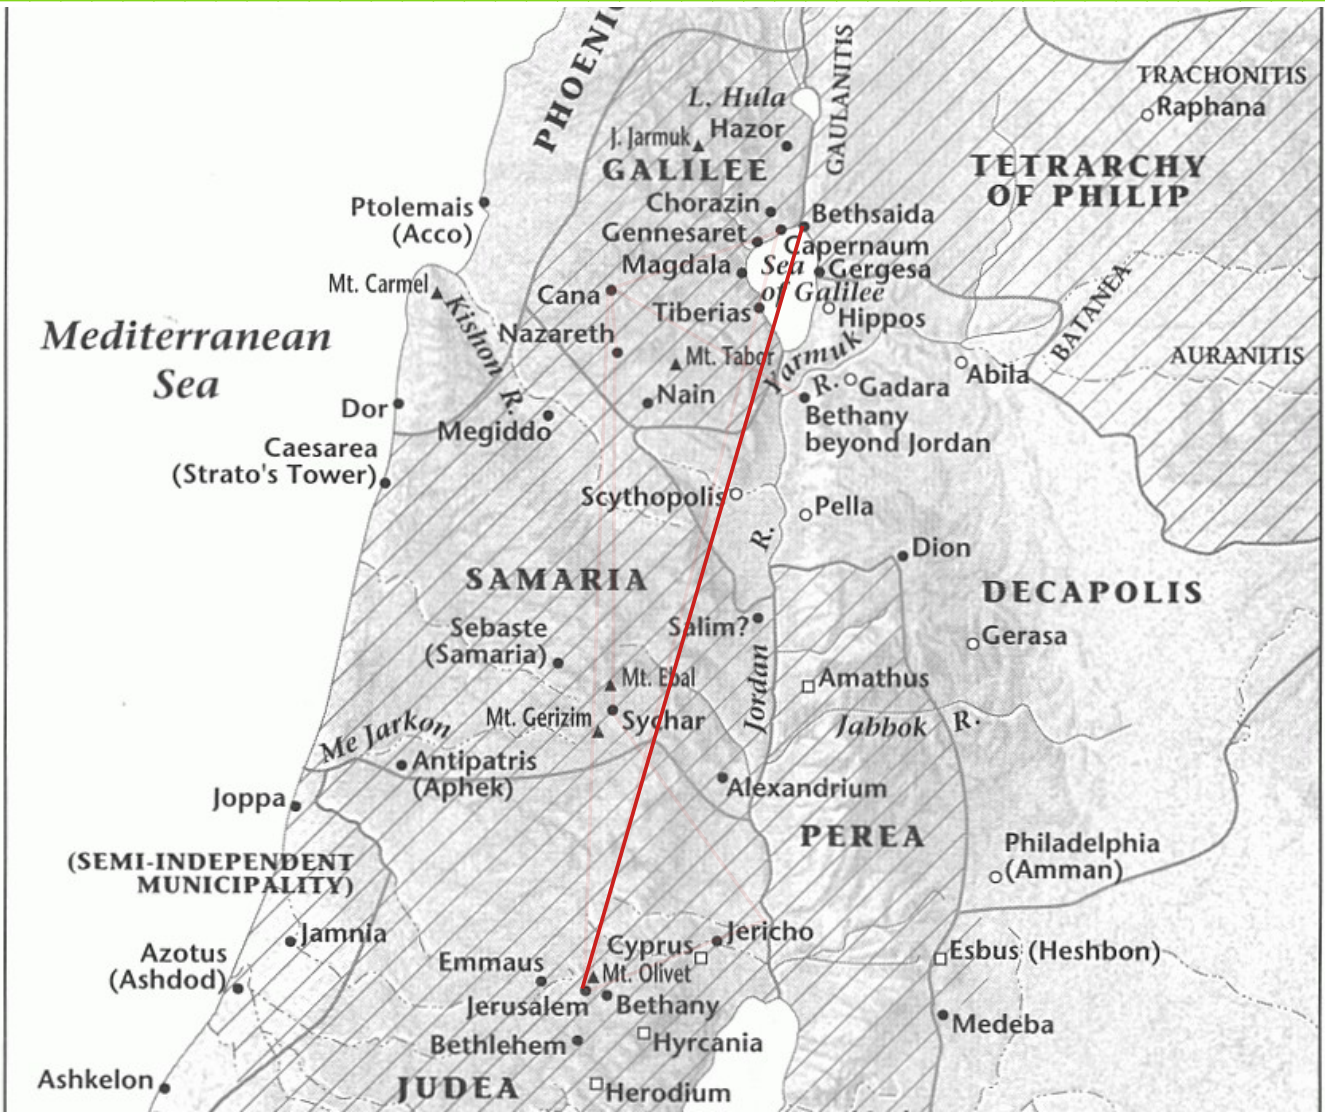 PHOENI
TRACHONITIS
Raphana
L. Hula
GAULANITIS
J. Jarmuk
Hazor
GALILEE
TETRARCHY
OF PHILIP
Ptolemais
(Acco)
Chorazin
Bethsaida
Gennesaret
Capernaum
Magdala
Sea
of Galilee
Gergesa
Mt. Carmel
Kishon R.
Cana
Tiberias
Hippos
BATANEA
Mediterranean
Sea
Nazareth
Mt. Tabor
Yarmuk R.
AURANITIS
Abila
Gadara
Nain
Dor
Bethany
beyond Jordan
Megiddo
Caesarea
(Strato's Tower)
Scythopolis
Pella
Dion
SAMARIA
DECAPOLIS
Sebaste
(Samaria)
Salim?
Gerasa
Jordan R.
Mt. Ebal
Amathus
Mt. Gerizim
Sychar
Jabbok R.
Me Jarkon
Antipatris
(Aphek)
Alexandrium
Joppa
PEREA
(SEMI-INDEPENDENT
MUNICIPALITY)
Philadelphia
(Amman)
Jamnia
Jericho
Cyprus
Azotus
(Ashdod)
Emmaus
Mt. Olivet
Esbus (Heshbon)
Jerusalem
Bethany
Medeba
Bethlehem
Hyrcania
Ashkelon
JUDEA
Herodium